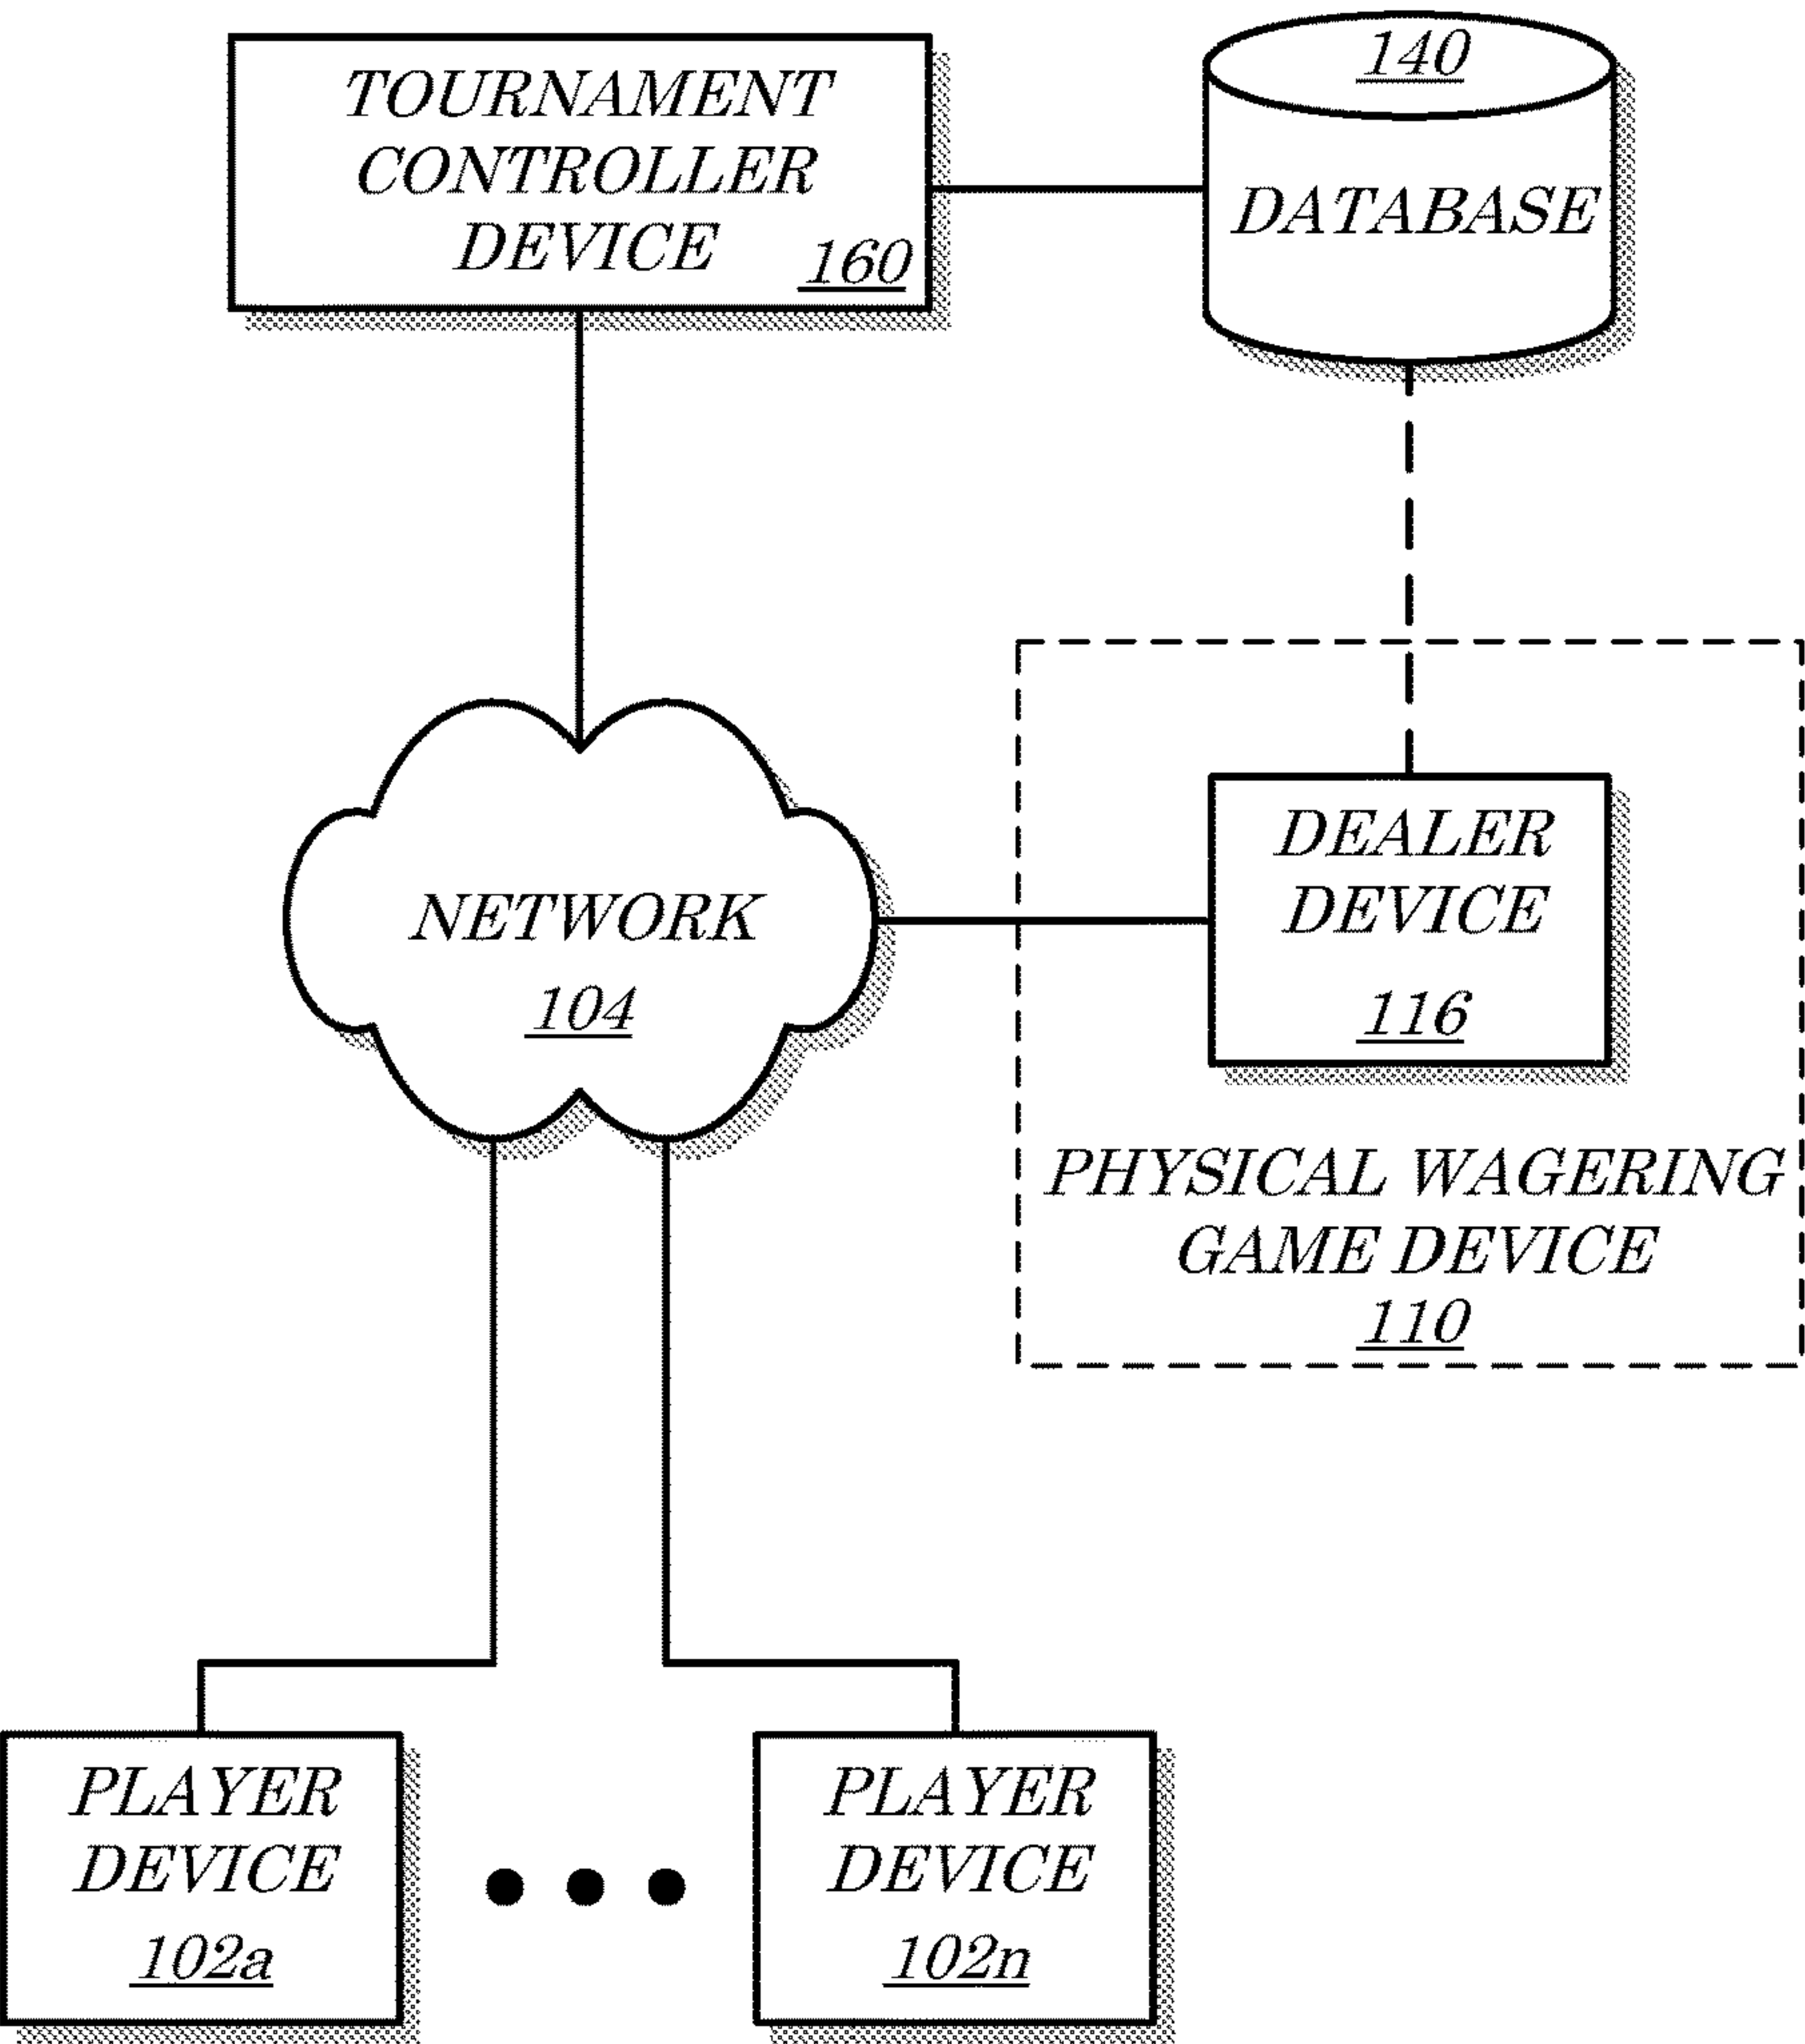 TOURNAMENT
CONTROLLER
DEVICE
160
140
DATABASE
NETWORK
104
DEALER
DEVICE
116
PHYSICAL WAGERING
GAME DEVICE
110
PLAYER
DEVICE
102a
PLAYER
DEVICE
102n